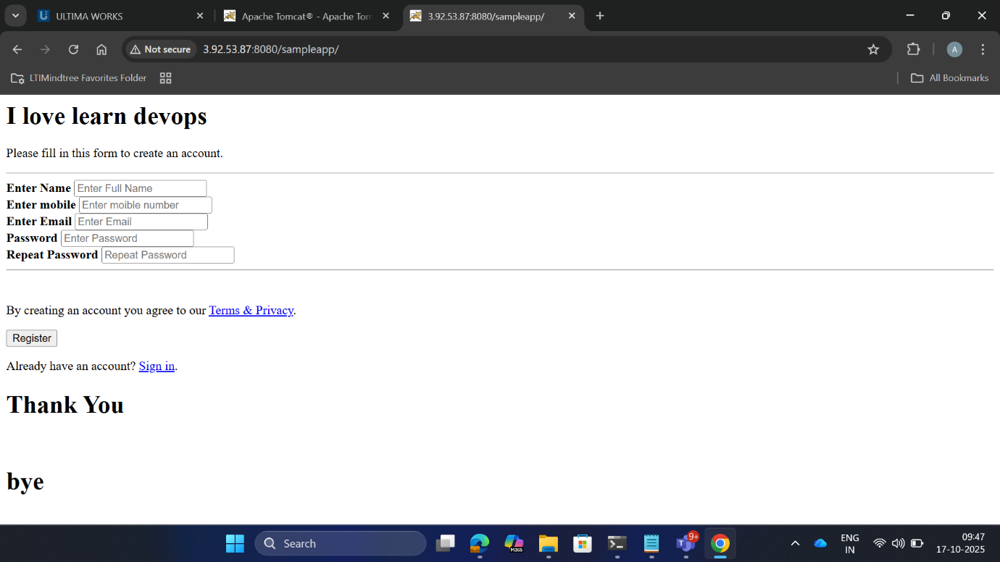 ULTIMA WORKS
Apache Tomcat® - Apache Tom
3.92.53.87:8080/sampleapp/
Not secure
3.92.53.87:8080/sampleapp/
A
LTIMindtree Favorites Folder
All Bookmarks
I love learn devops
Please fill in this form to create an account.
Enter Name Enter Full Name
Enter mobile Enter moible number
Enter Email Enter Email
Password Enter Password
Repeat Password Repeat Password
By creating an account you agree to our Terms & Privacy.
Register
Already have an account? Sign in.
Thank You
bye
Search
M365
T
9+
ENG
IN
09:47
17-10-2025